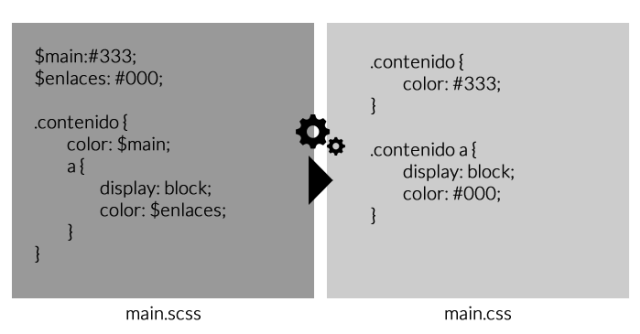 $main:#333;
$enlaces: #000;
.contenido {
color: $main;
a {
display: block;
color: $enlaces;
}
}
main.scss
.contenido {
color: #333;
}
.contenido a {
display: block;
color: #000;
}
main.css